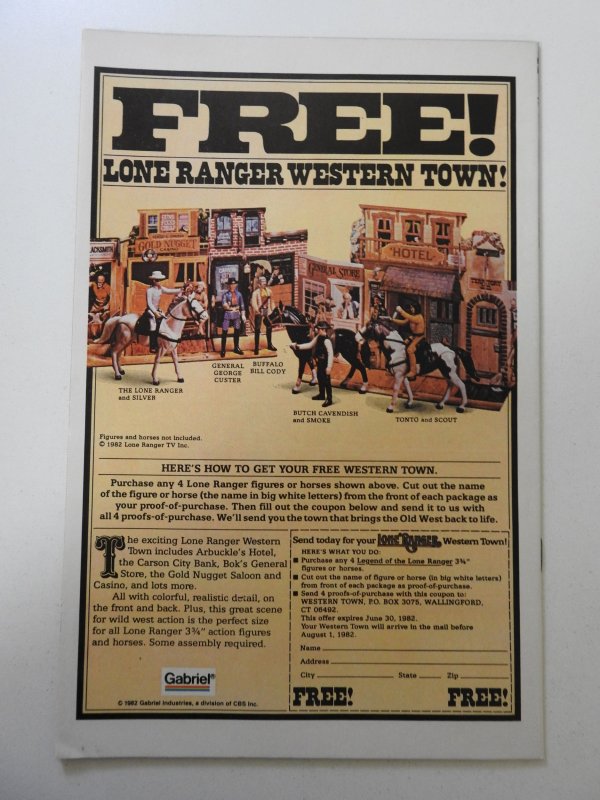 FREE!
LONE RANGER WESTERN TOWN!
GOLD NUGGET
CASINO
GENERAL STORE
HOTEL
THE LONE RANGER
and SILVER
GENERAL
GEORGE
CUSTER
BUFFALO
BILL CODY
BUTCH CAVENDISH
and SMOKE
TONTO and SCOUT
Figures and horses not included.
© 1982 Lone Ranger TV Inc.
HERE'S HOW TO GET YOUR FREE WESTERN TOWN.
Purchase any 4 Lone Ranger figures or horses shown above. Cut out the name
of the figure or horse (the name in big white letters) from the front of each package as
your proof-of-purchase. Then fill out the coupon below and send it to us with
all 4 proofs-of-purchase. We'll send you the town that brings the Old West back to life.
The exciting Lone Ranger Western
Town includes Arbuckle's Hotel,
the Carson City Bank, Bok's General
Store, the Gold Nugget Saloon and
Casino, and lots more.
All with colorful, realistic detail, on
the front and back. Plus, this great scene
for wild west action is the perfect size
for all Lone Ranger 3¾" action figures
and horses. Some assembly required.
Gabriel®
© 1982 Gabriel Industries, a division of CBS Inc.
Send today for your LONE RANGER Western Town!
HERE'S WHAT YOU DO:
■ Purchase any 4 Legend of the Lone Ranger 3¾"
figures or horses.
■ Cut out the name of figure or horse (in big white letters)
from front of each package as proof-of-purchase.
■ Send 4 proofs-of-purchase with this coupon to:
WESTERN TOWN, P.O. BOX 3075, WALLINGFORD,
CT 06492.
This offer expires June 30, 1982.
Your Western Town will arrive in the mail before
August 1, 1982.
Name
Address
City State Zip
FREE! FREE!